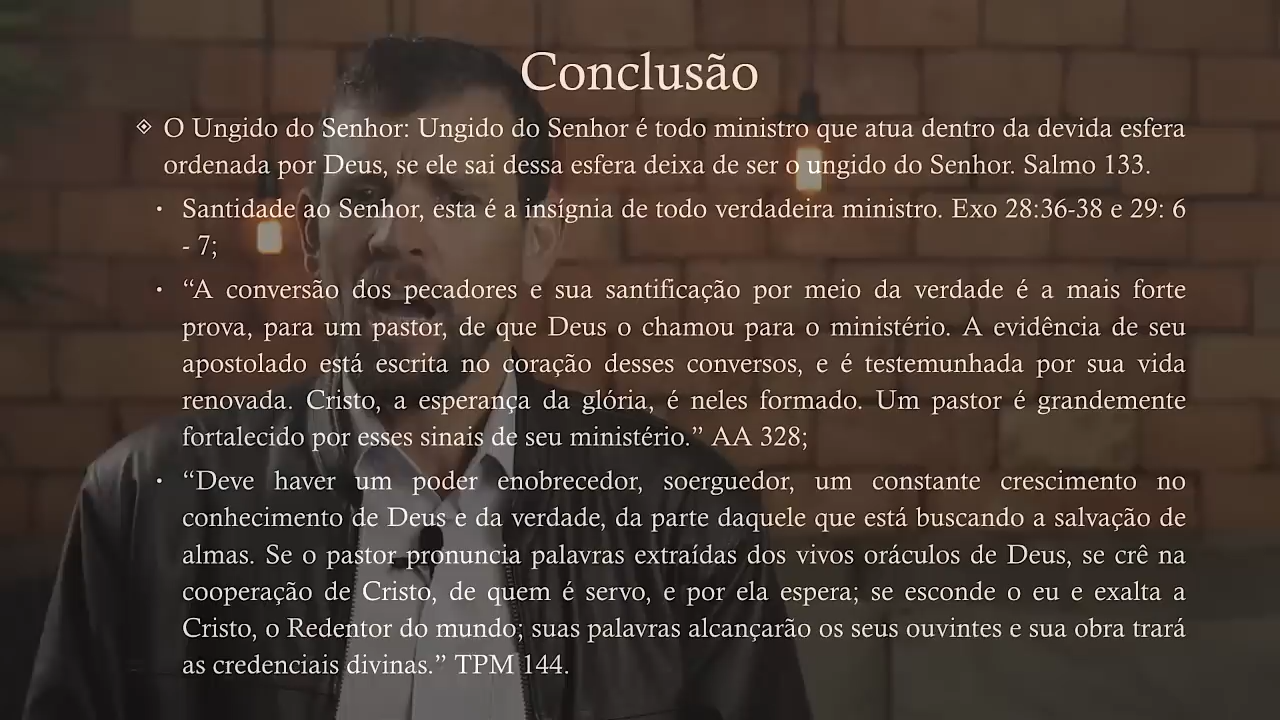 Conclusão
O Ungido do Senhor: Ungido do Senhor é todo ministro que atua dentro da devida esfera
ordenada por Deus, se ele sai dessa esfera deixa de ser o ungido do Senhor. Salmo 133.
• Santidade ao Senhor, esta é a insígnia de todo verdadeira ministro. Exo 28:36-38 e 29: 6
- 7;
• “A conversão dos pecadores e sua santificação por meio da verdade é a mais forte
prova, para um pastor, de que Deus o chamou para o ministério. A evidência de seu
apostolado está escrita no coração desses conversos, e é testemunhada por sua vida
renovada. Cristo, a esperança da glória, é neles formado. Um pastor é grandemente
fortalecido por esses sinais de seu ministério.” AA 328;
• “Deve haver um poder enobrecedor, soerguedor, um constante crescimento no
conhecimento de Deus e da verdade, da parte daquele que está buscando a salvação de
almas. Se o pastor pronuncia palavras extraídas dos vivos oráculos de Deus, se crê na
cooperação de Cristo, de quem é servo, e por ela espera; se esconde o eu e exalta a
Cristo, o Redentor do mundo; suas palavras alcançarão os seus ouvintes e sua obra trará
as credenciais divinas.” TPM 144.